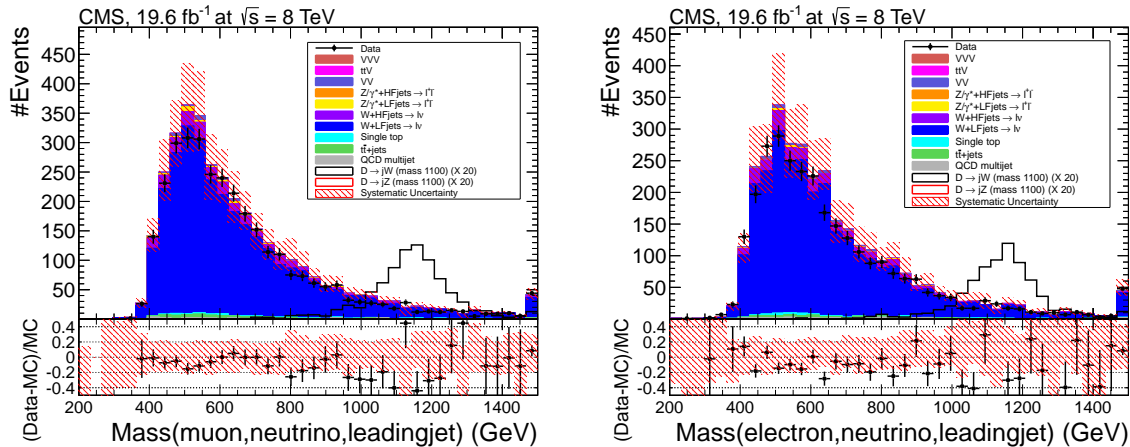 CMS, 19.6 fb⁻¹ at √s = 8 TeV
#Events
450
400
350
300
250
200
150
100
50
Data
VVV
ttV
VV
Z/γ*+HFjets → l⁺l⁻
Z/γ*+LFjets → l⁺l⁻
W+HFjets → lν
W+LFjets → lν
Single top
tt̄+jets
QCD multijet
D → jW (mass 1100) (X 20)
D → jZ (mass 1100) (X 20)
Systematic Uncertainty
(Data-MC)/MC
0.4
0.2
0
-0.2
-0.4
200 400 600 800 1000 1200 1400
Mass(muon,neutrino,leadingjet) (GeV)
CMS, 19.6 fb⁻¹ at √s = 8 TeV
#Events
450
400
350
300
250
200
150
100
50
Data
VVV
ttV
VV
Z/γ*+HFjets → l⁺l⁻
Z/γ*+LFjets → l⁺l⁻
W+HFjets → lν
W+LFjets → lν
Single top
tt̄+jets
QCD multijet
D → jW (mass 1100) (X 20)
D → jZ (mass 1100) (X 20)
Systematic Uncertainty
(Data-MC)/MC
0.4
0.2
0
-0.2
-0.4
200 400 600 800 1000 1200 1400
Mass(electron,neutrino,leadingjet) (GeV)